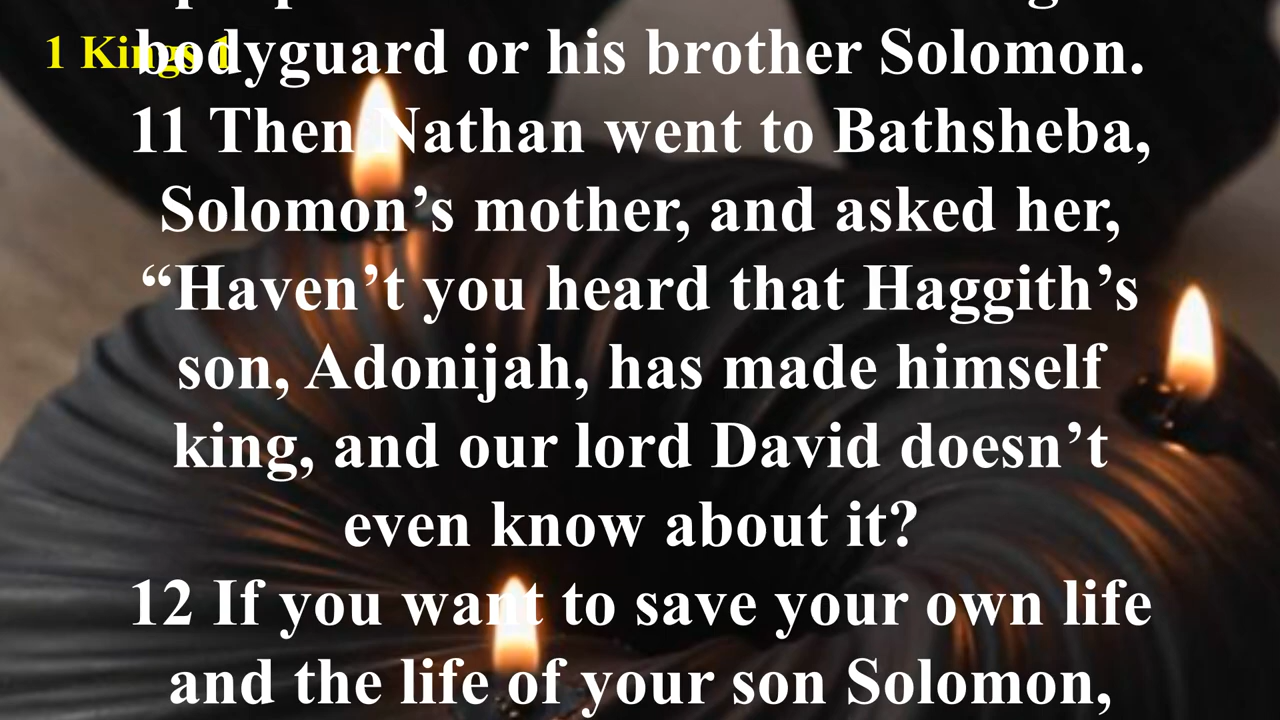 1 Kings 1
bodyguard or his brother Solomon.
11 Then Nathan went to Bathsheba,
Solomon’s mother, and asked her,
“Haven’t you heard that Haggith’s
son, Adonijah, has made himself
king, and our lord David doesn’t
even know about it?
12 If you want to save your own life
and the life of your son Solomon,